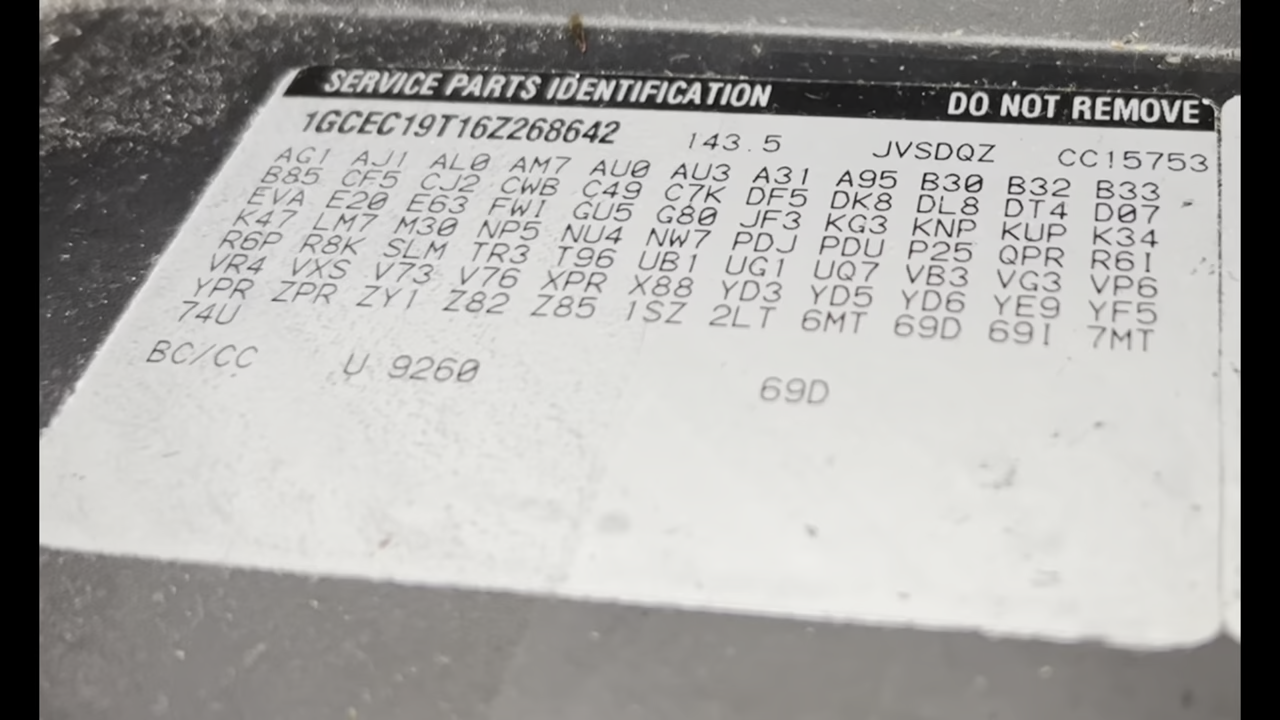 SERVICE PARTS IDENTIFICATION DO NOT REMOVE
1GCEC19T16Z268642 143.5 JVSDQZ CC15753
AG1 AJ1 AL0 AM7 AU0 AU3 A31 A95 B30 B32 B33
B85 CF5 CJ2 CWB C49 C7K DF5 DK8 DL8 DT4 D07
EVA E20 E63 FWI GU5 G80 JF3 KG3 KNP KUP K34
K47 LM7 M30 NP5 NU4 NW7 PDJ PDU P25 QPR R6I
R6P R8K SLM TR3 T96 UB1 UG1 UQ7 VB3 VG3 VP6
VR4 VXS V73 V76 XPR X88 YD3 YD5 YD6 YE9 YF5
YPR ZPR ZY1 Z82 Z85 1SZ 2LT 6MT 69D 69I 7MT
74U
BC/CC U 9260 69D